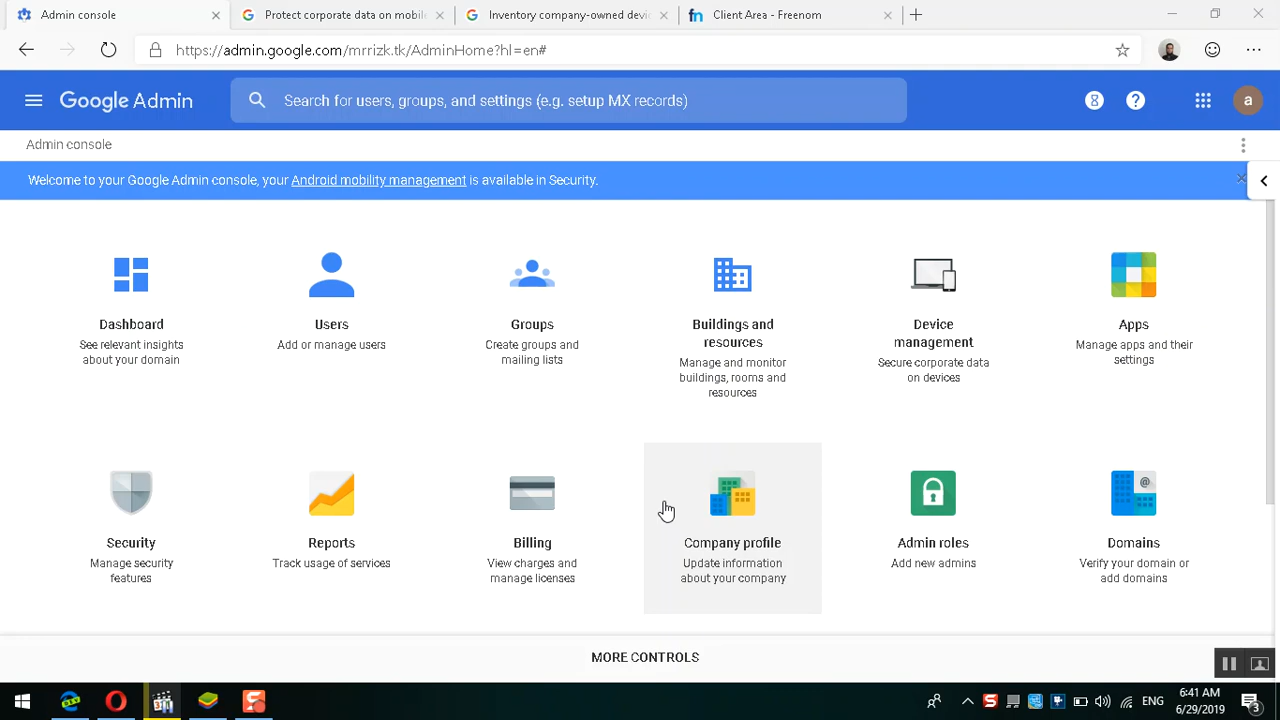 Admin console
Protect corporate data on mobile
Inventory company-owned devi
fn Client Area - Freenom
https://admin.google.com/mrrizk.tk/AdminHome?hl=en#
Google Admin
Search for users, groups, and settings (e.g. setup MX records)
a
Admin console
Welcome to your Google Admin console, your Android mobility management is available in Security.
Dashboard
See relevant insights
about your domain
Users
Add or manage users
Groups
Create groups and
mailing lists
Buildings and
resources
Manage and monitor
buildings, rooms and
resources
Device
management
Secure corporate data
on devices
Apps
Manage apps and their
settings
Security
Manage security
features
Reports
Track usage of services
Billing
View charges and
manage licenses
Company profile
Update information
about your company
Admin roles
Add new admins
Domains
Verify your domain or
add domains
MORE CONTROLS
ENG
6:41 AM
6/29/2019
3